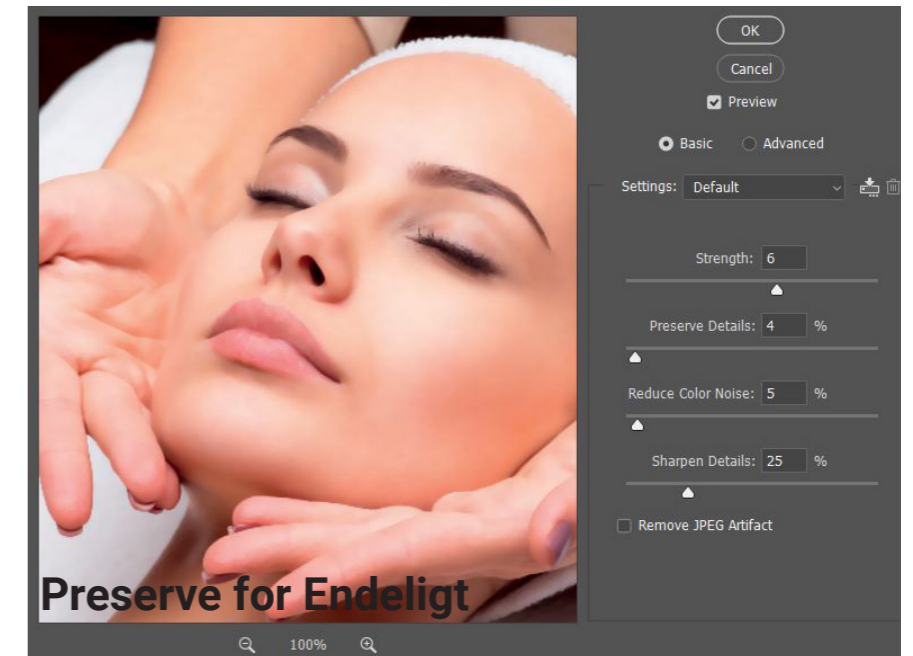 OK
Cancel
Preview
Basic Advanced
Settings: Default
Strength: 6
Preserve Details: 4 %
Reduce Color Noise: 5 %
Sharpen Details: 25 %
Remove JPEG Artifact
Preserve for Endeligt
100%